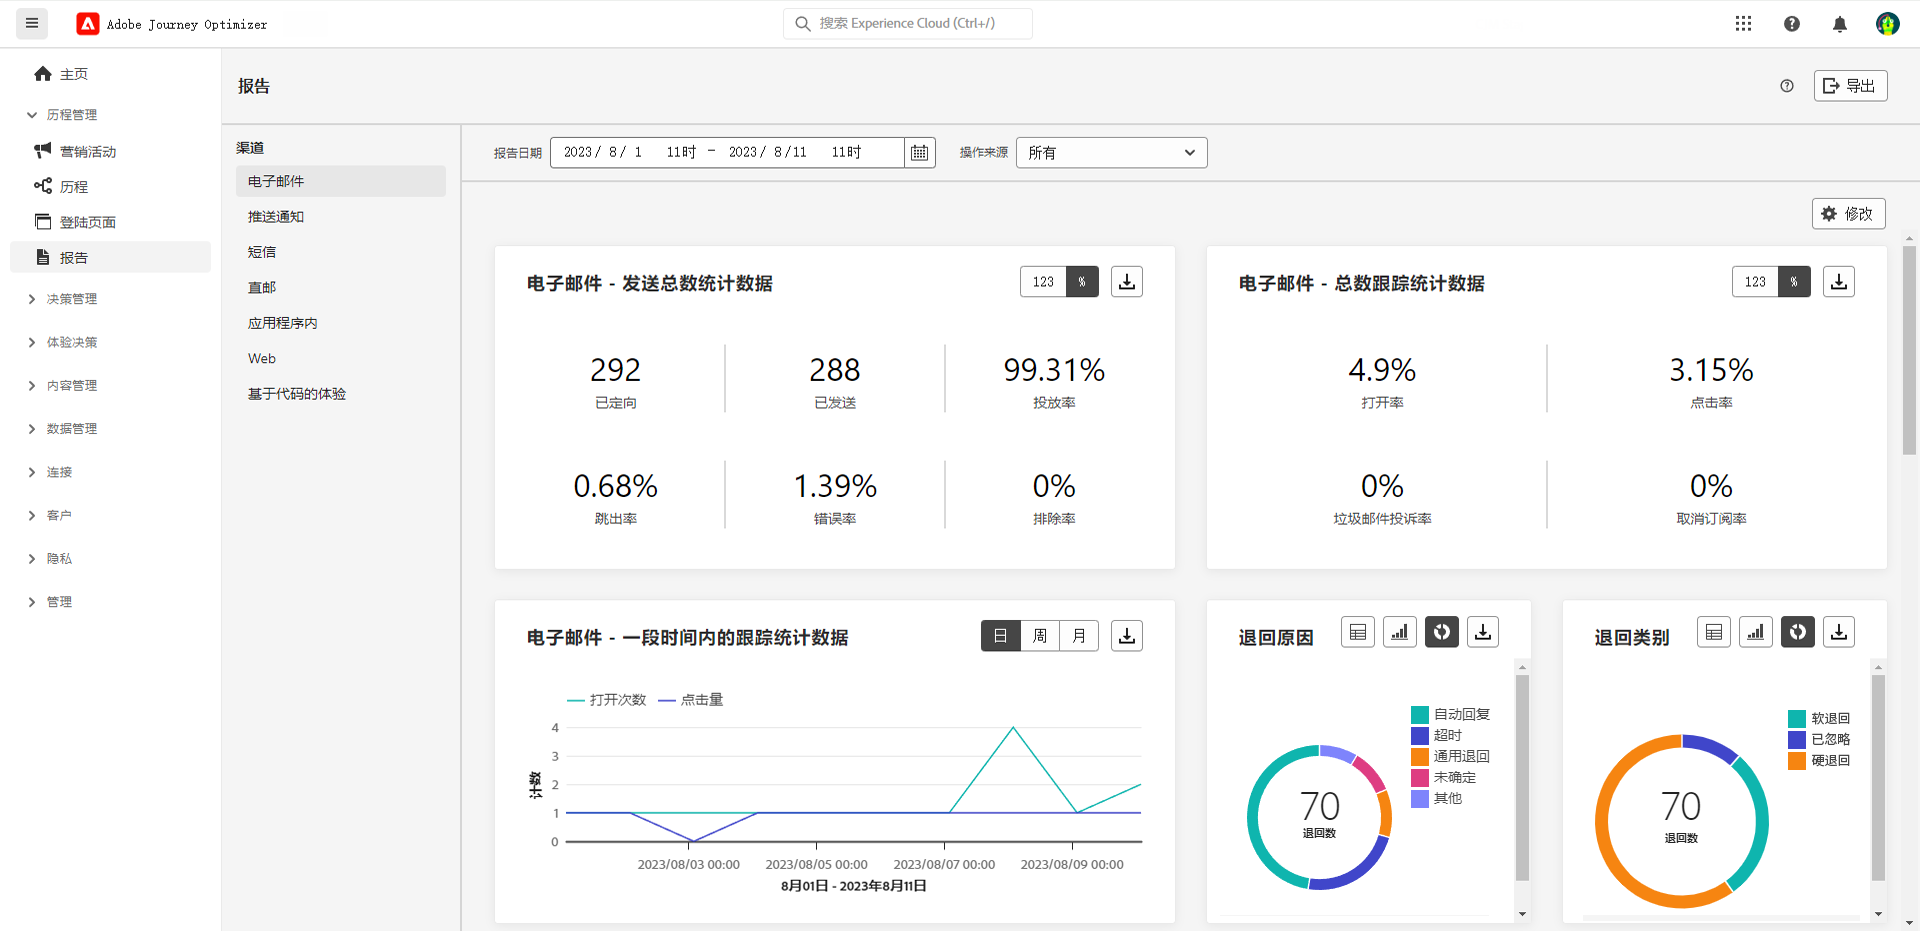 Adobe Journey Optimizer
搜索 Experience Cloud (Ctrl+/)
主页
历程管理
营销活动
历程
登陆页面
报告
决策管理
体验决策
内容管理
数据管理
连接
客户
隐私
管理
报告
导出
渠道
电子邮件
推送通知
短信
直邮
应用程序内
Web
基于代码的体验
报告日期 2023/ 8/ 1 11时 – 2023/ 8/11 11时 操作来源 所有
修改
电子邮件 - 发送总数统计数据 123 %
292 288 99.31%
已定向 已发送 投放率
0.68% 1.39% 0%
跳出率 错误率 排除率
电子邮件 - 总数跟踪统计数据 123 %
4.9% 3.15%
打开率 点击率
0% 0%
垃圾邮件投诉率 取消订阅率
电子邮件 - 一段时间内的跟踪统计数据 日 周 月
打开次数 点击量
计数
4
3
2
1
0
2023/08/03 00:00 2023/08/05 00:00 2023/08/07 00:00 2023/08/09 00:00
8月01日 - 2023年8月11日
退回原因
自动回复
超时
通用退回
未确定
其他
70
退回数
退回类别
软退回
已忽略
硬退回
70
退回数